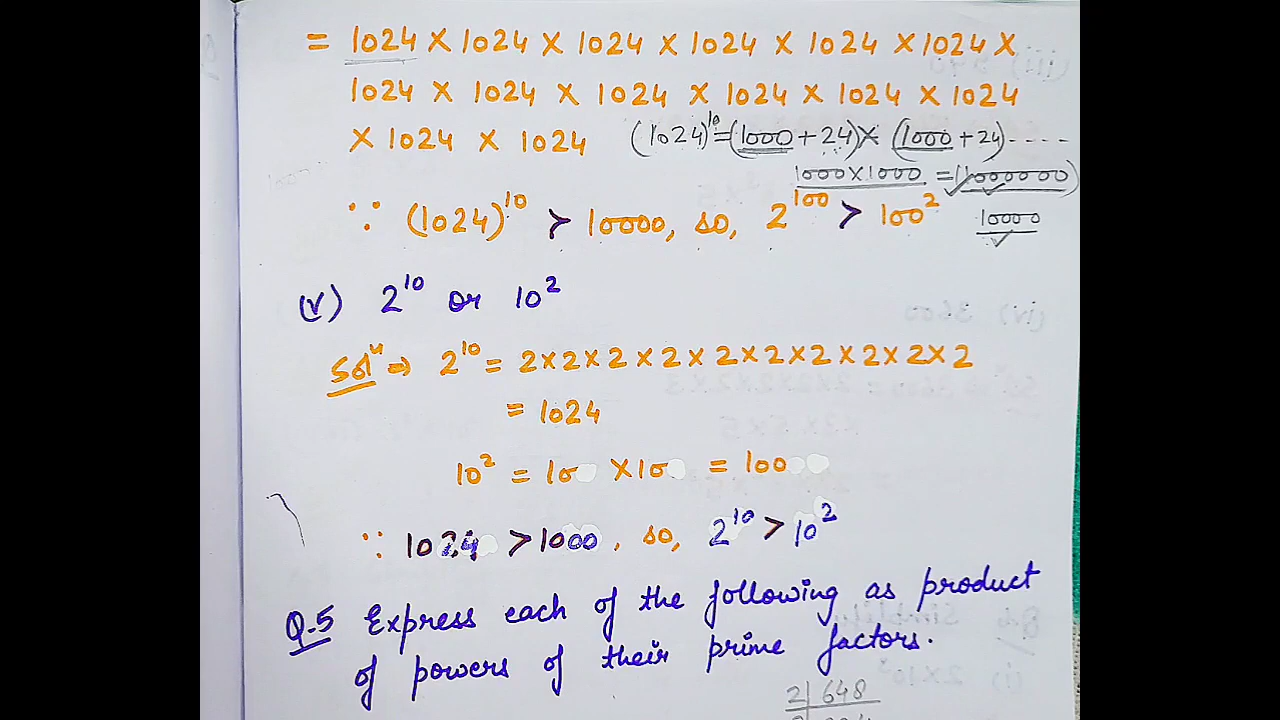 = 1024 × 1024 × 1024 × 1024 × 1024 × 1024 ×
1024 × 1024 × 1024 × 1024 × 1024 × 1024
× 1024 × 1024
(1024)¹⁰=(1000+24)×(1000+24).....
1000×1000 = (1000000)
∵ (1024)¹⁰ > 10000, so, 2¹⁰⁰ > 100²
10000
(v) 2¹⁰ or 10²
Solⁿ ⇒ 2¹⁰ = 2×2×2×2×2×2×2×2×2×2
= 1024
10² = 10 ×10 = 100
∵ 1024 > 1000, so, 2¹⁰ > 10²
Q.5 Express each of the following as product
of powers of their prime factors.
2 | 648